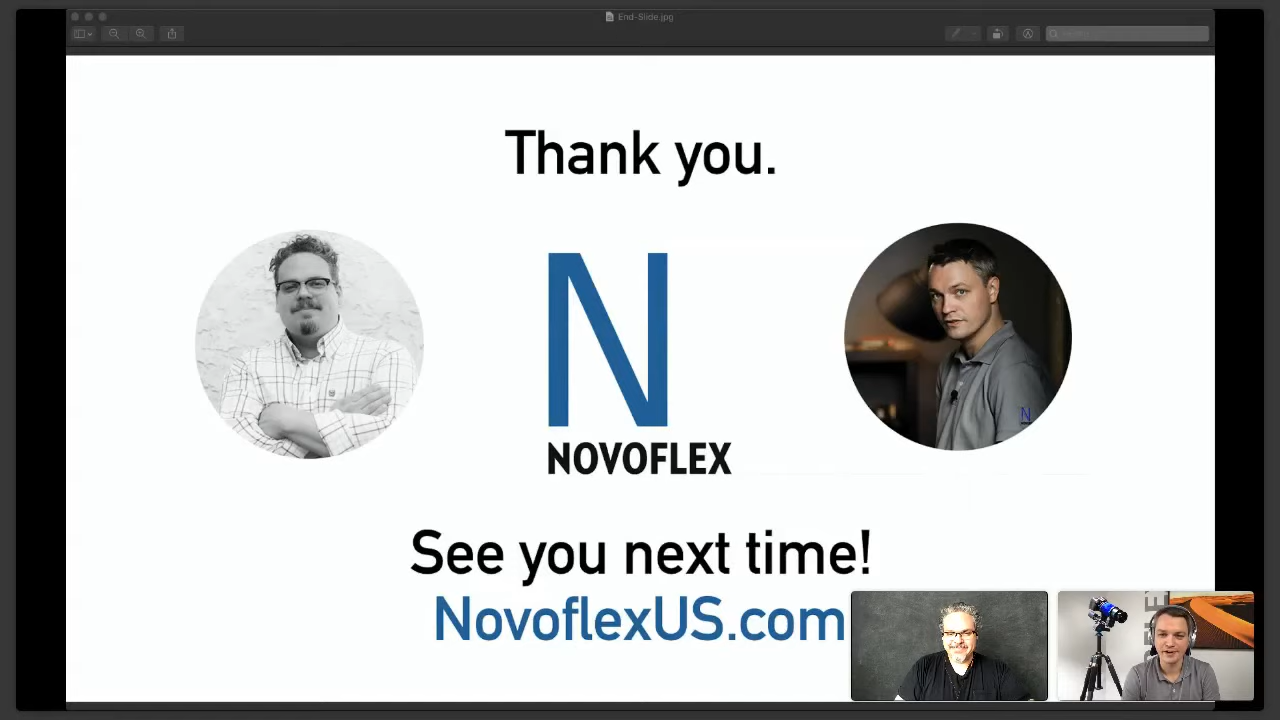 End-Slide.jpg
Thank you.
N
NOVOFLEX
N
See you next time!
NovoflexUS.com